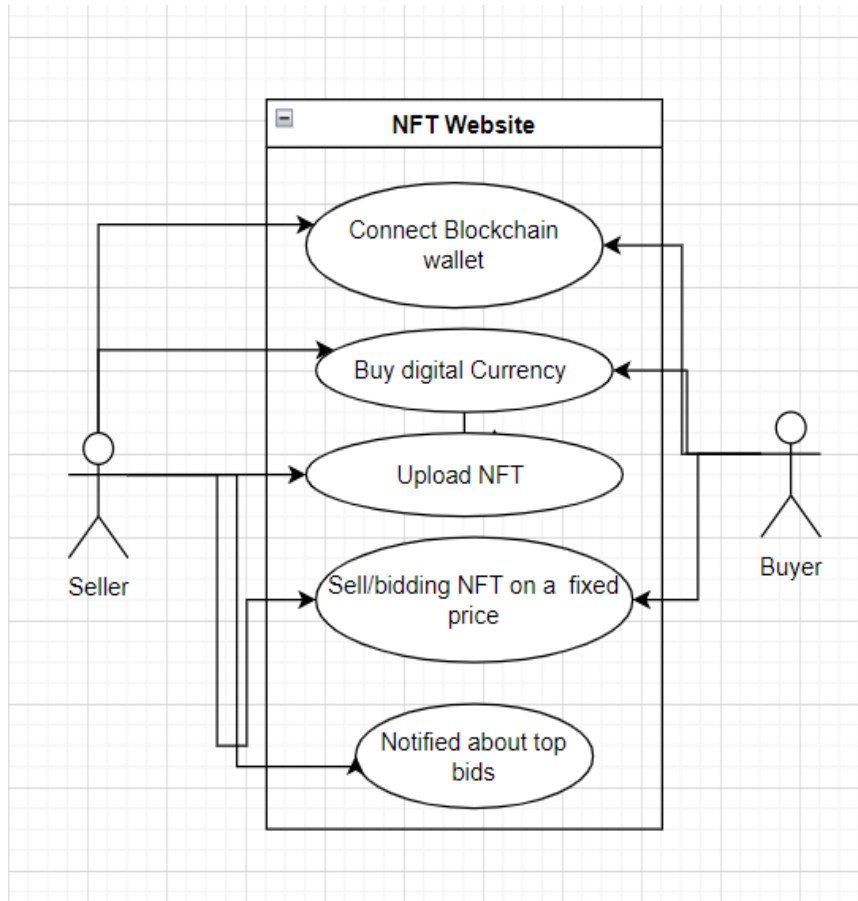 NFT Website
Connect Blockchain
wallet
Buy digital Currency
Upload NFT
Seller
Buyer
Sell/bidding NFT on a fixed
price
Notified about top
bids